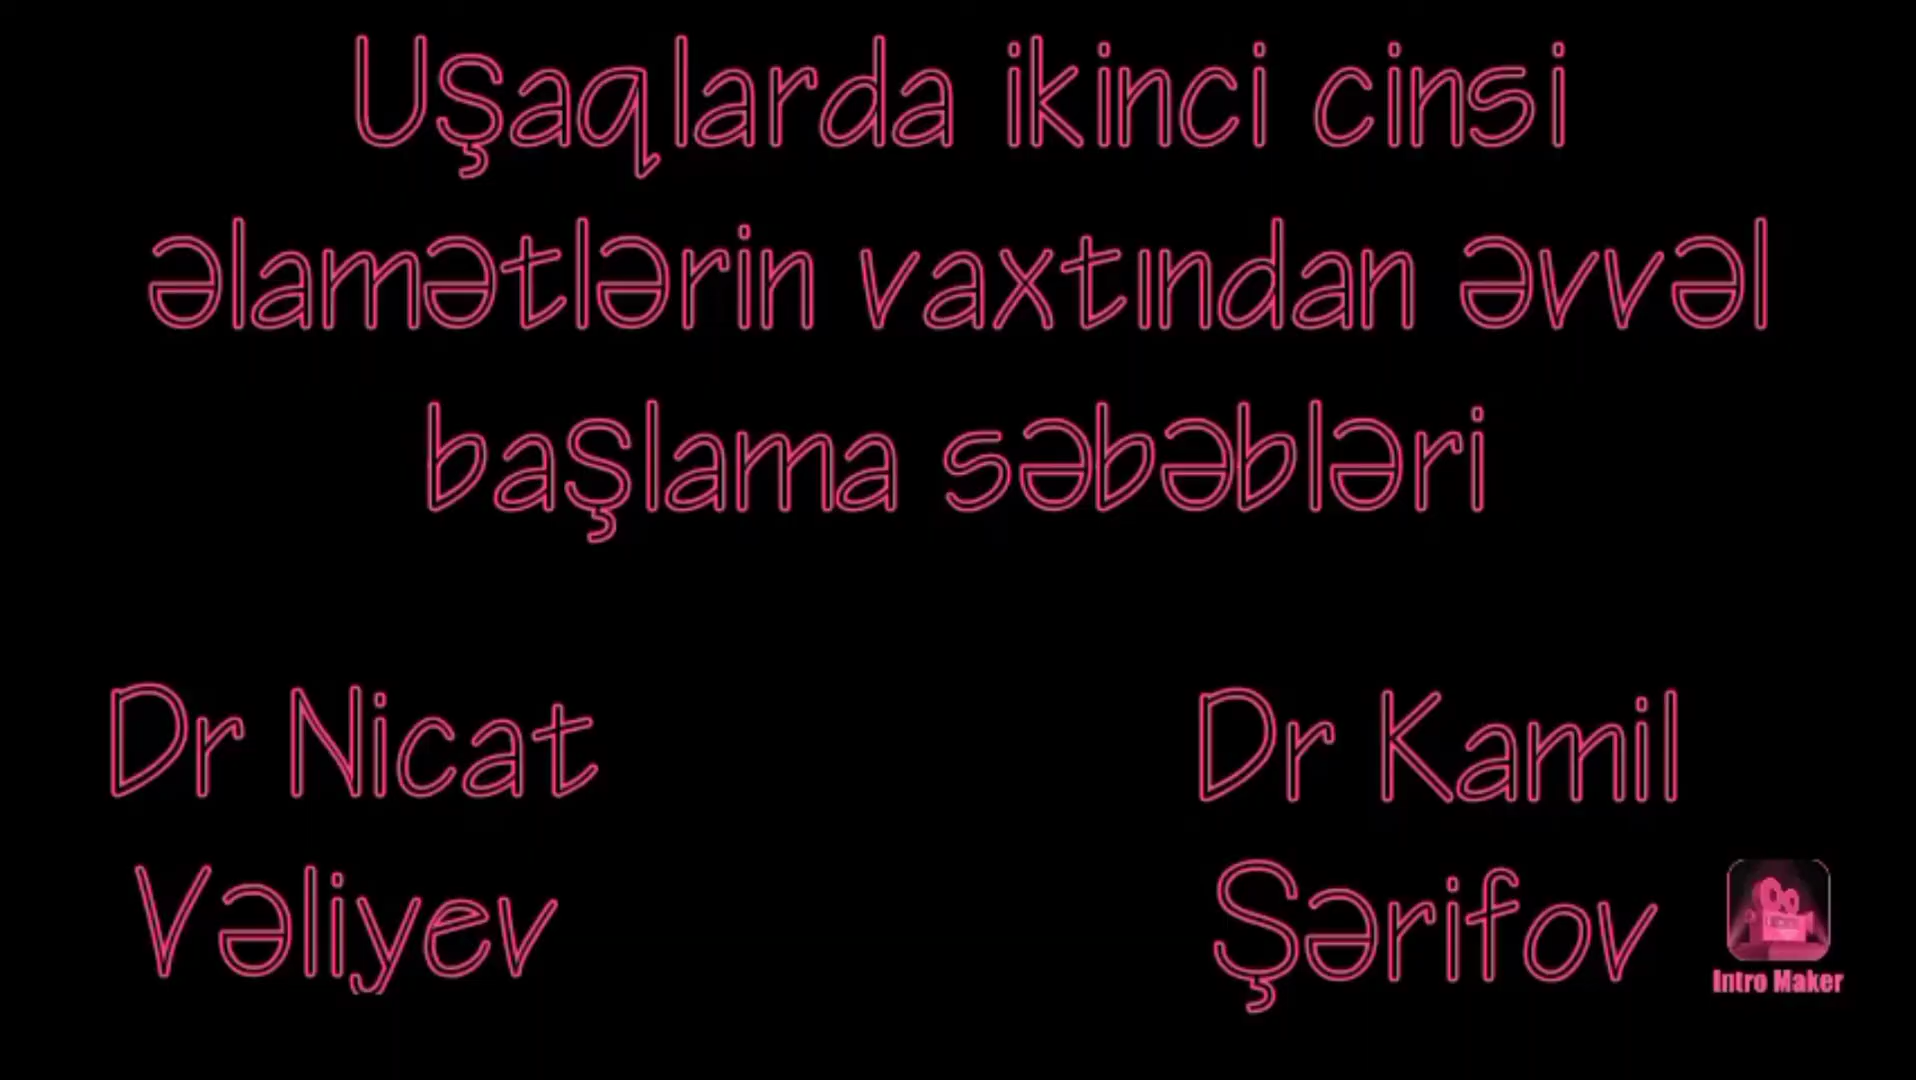 Uşaqlarda ikinci cinsi
əlamətlərin vaxtından əvvəl
başlama səbəbləri
Dr Nicat
Vəliyev
Dr Kamil
Şərifov
Intro Maker